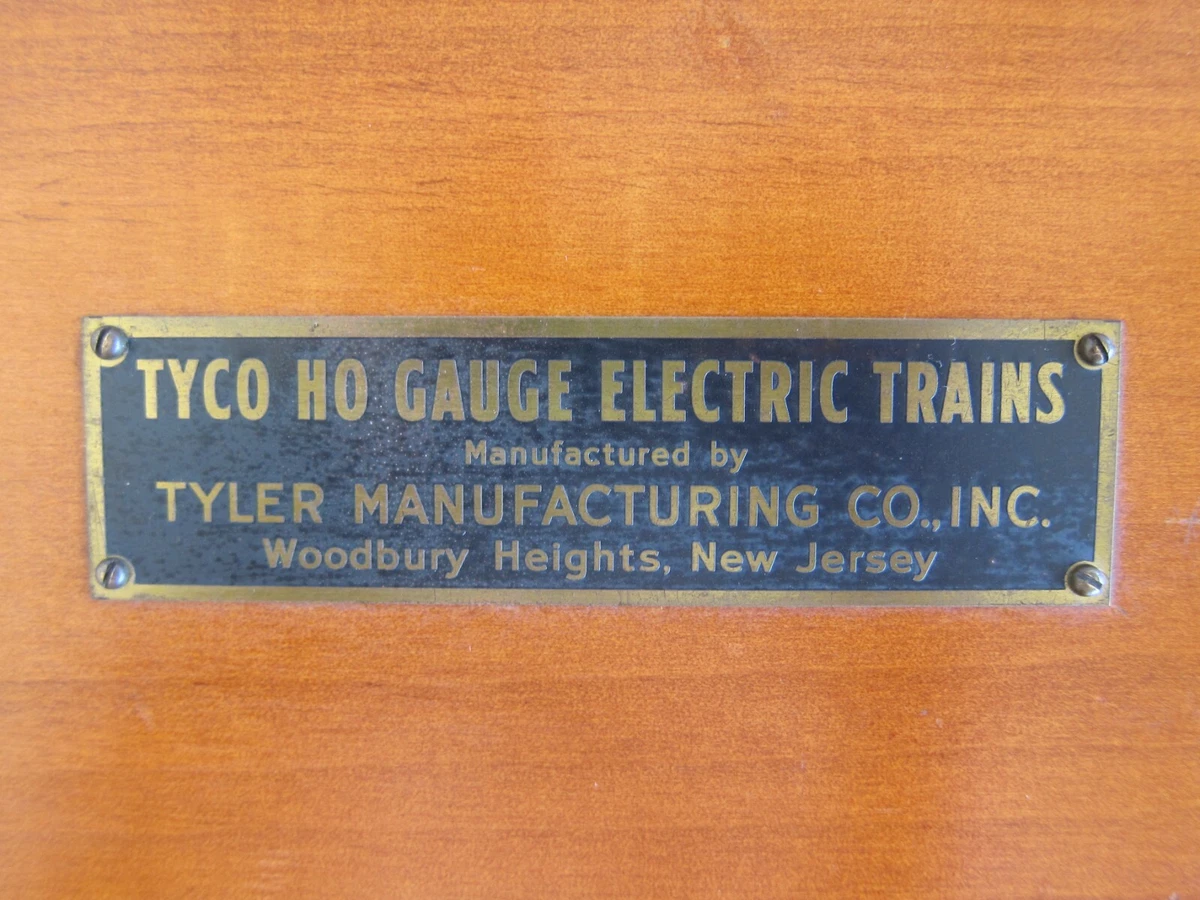 TYCO HO GAUGE ELECTRIC TRAINS
Manufactured by
TYLER MANUFACTURING CO., INC.
Woodbury Heights, New Jersey